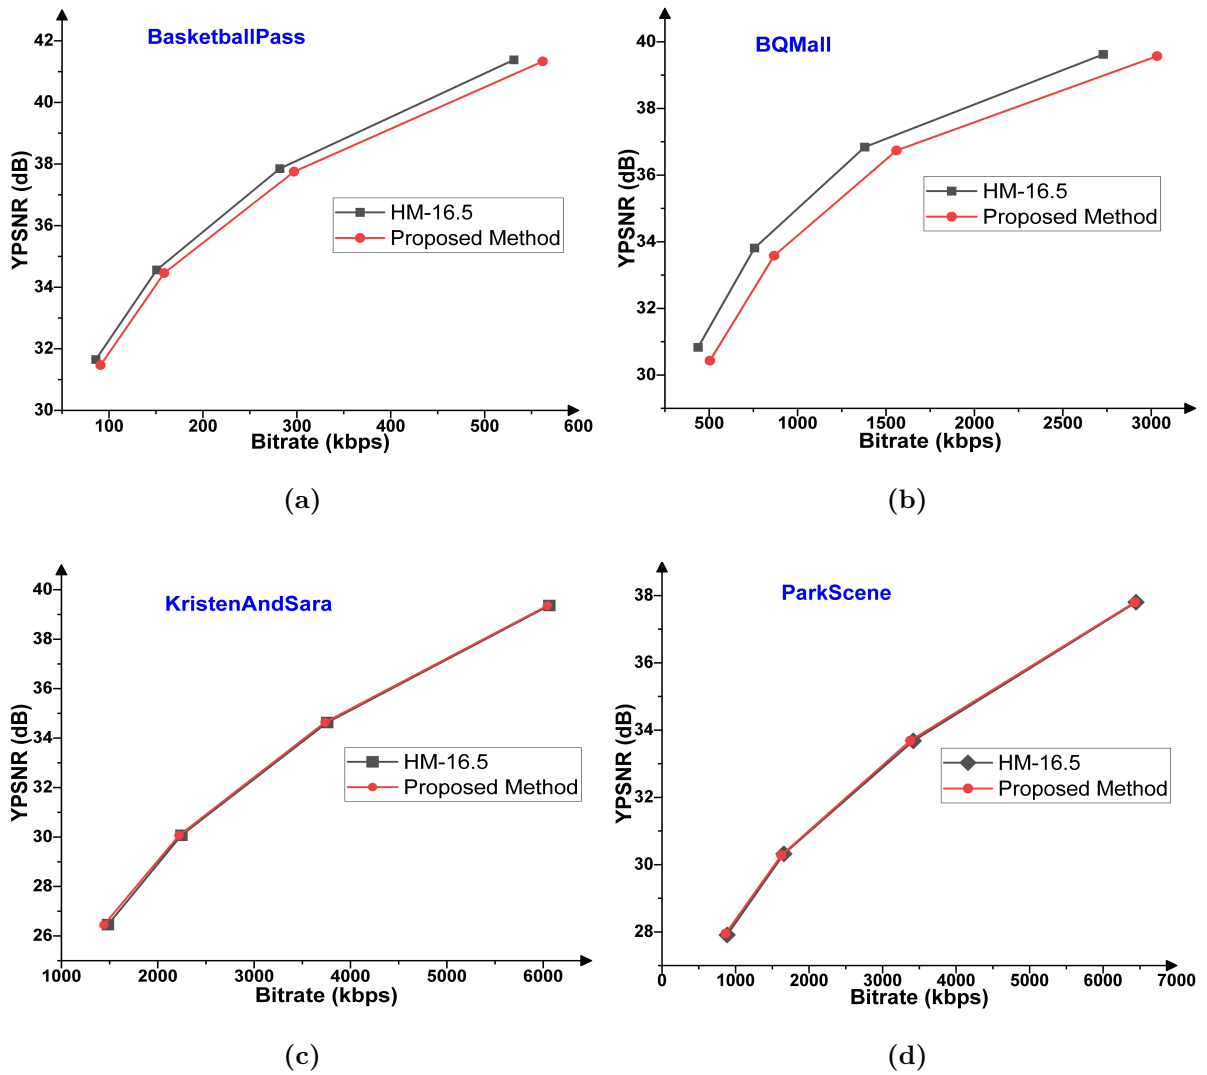 BasketballPass
42
40
38
36
34
32
30
YPSNR (dB)
HM-16.5
Proposed Method
100 200 300 400 500 600
Bitrate (kbps)
(a)
BQMall
40
38
36
34
32
30
YPSNR (dB)
HM-16.5
Proposed Method
500 1000 1500 2000 2500 3000
Bitrate (kbps)
(b)
KristenAndSara
40
38
36
34
32
30
28
26
YPSNR (dB)
HM-16.5
Proposed Method
1000 2000 3000 4000 5000 6000
Bitrate (kbps)
(c)
ParkScene
38
36
34
32
30
28
YPSNR (dB)
HM-16.5
Proposed Method
0 1000 2000 3000 4000 5000 6000 7000
Bitrate (kbps)
(d)